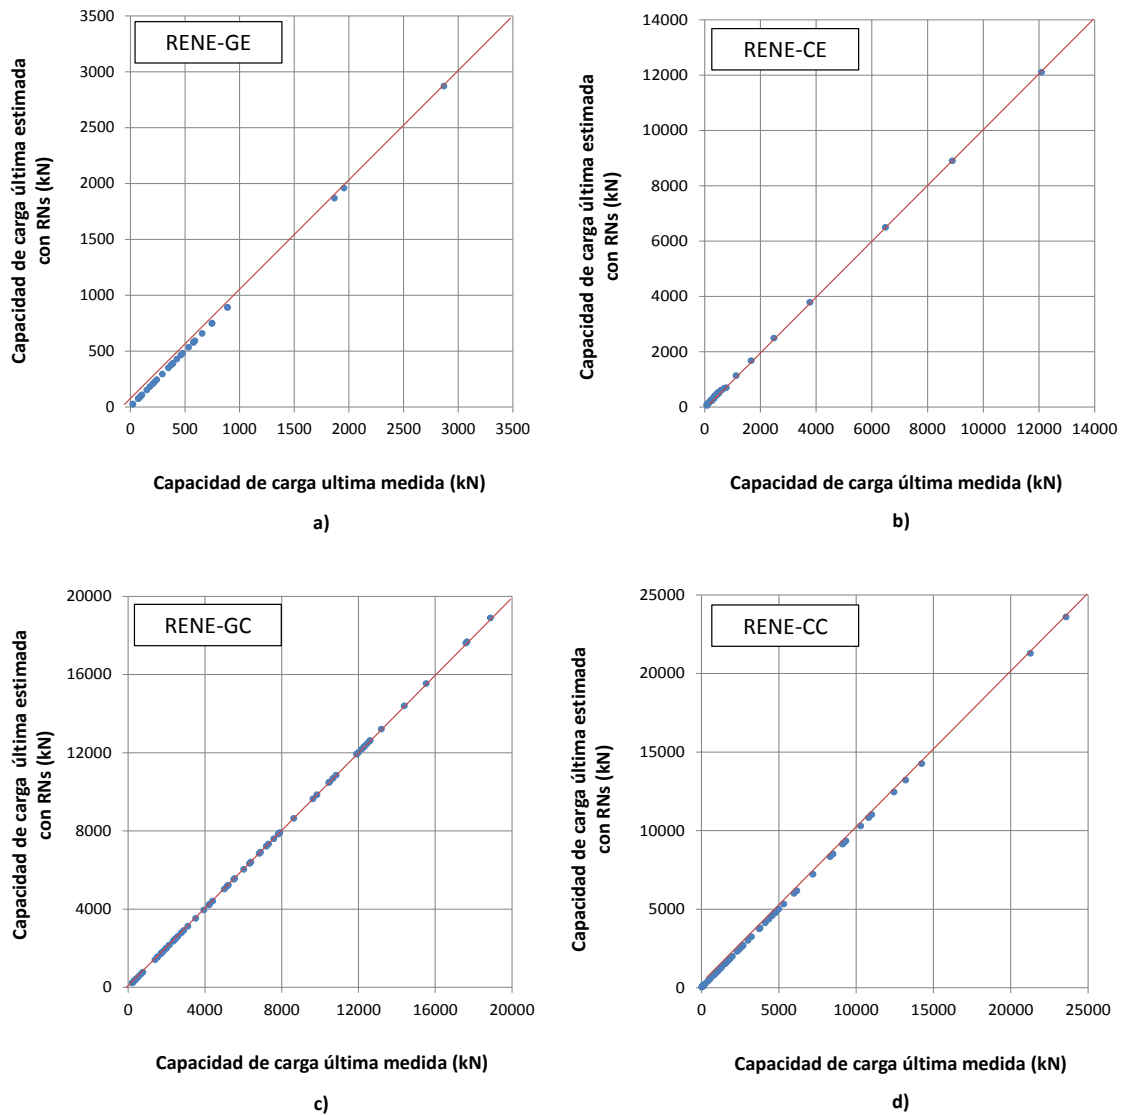 RENE-GE
3500
3000
2500
2000
1500
1000
500
0
0 500 1000 1500 2000 2500 3000 3500
Capacidad de carga última estimada
con RNs (kN)
Capacidad de carga ultima medida (kN)
a)
RENE-CE
14000
12000
10000
8000
6000
4000
2000
0
0 2000 4000 6000 8000 10000 12000 14000
Capacidad de carga última estimada
con RNs (kN)
Capacidad de carga última medida (kN)
b)
RENE-GC
20000
16000
12000
8000
4000
0
0 4000 8000 12000 16000 20000
Capacidad de carga última estimada
con RNs (kN)
Capacidad de carga última medida (kN)
c)
RENE-CC
25000
20000
15000
10000
5000
0
0 5000 10000 15000 20000 25000
Capacidad de carga última estimada
con RNs (kN)
Capacidad de carga última medida (kN)
d)